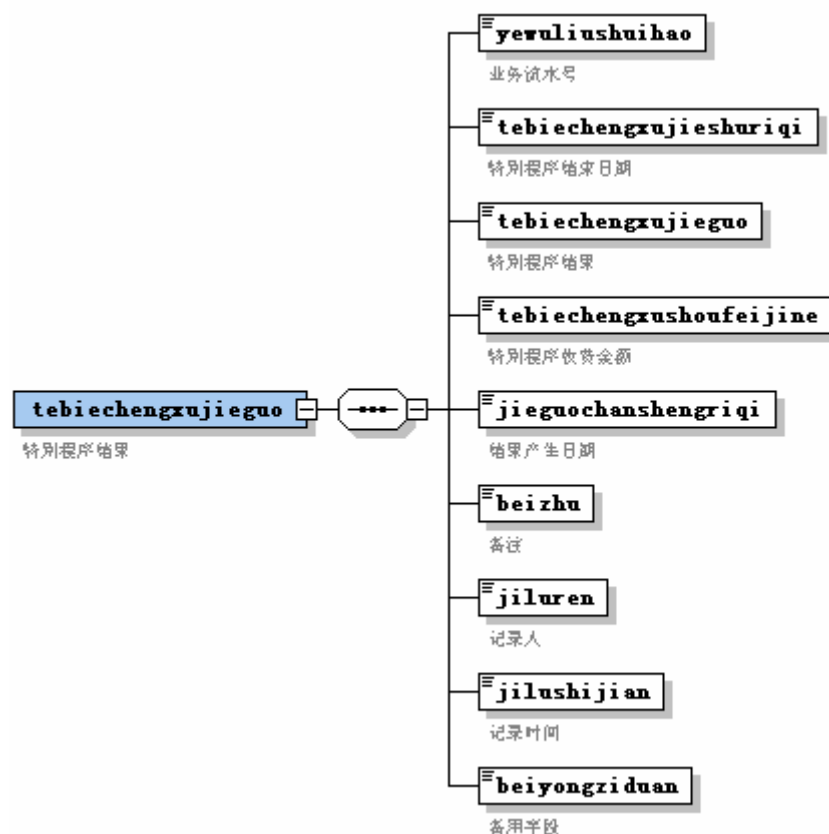 yewuliushuihao
业务流水号
tebiechengxujieshuriqi
特别程序结束日期
tebiechengxujieguo
特别程序结果
tebiechengxushoufeijine
特别程序收费金额
tebiechengxujieguo
特别程序结果
jieguochanshengriqi
结果产生日期
beizhu
备注
jiluren
记录人
jilushijian
记录时间
beiyongziduan
备用字段